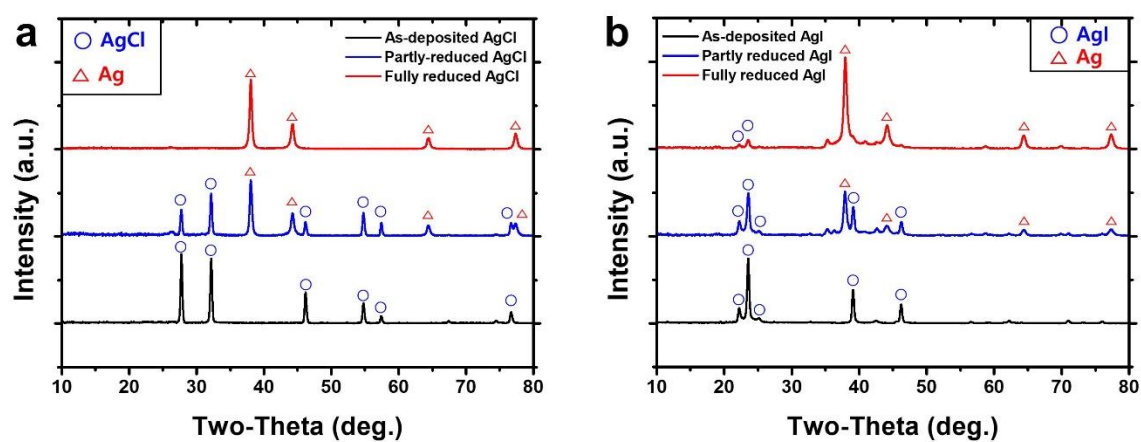 a
AgCl
Ag
As-deposited AgCl
Partly-reduced AgCl
Fully reduced AgCl
Intensity (a.u.)
10 20 30 40 50 60 70 80
Two-Theta (deg.)
b
As-deposited AgI
Partly reduced AgI
Fully reduced AgI
AgI
Ag
Intensity (a.u.)
10 20 30 40 50 60 70 80
Two-Theta (deg.)